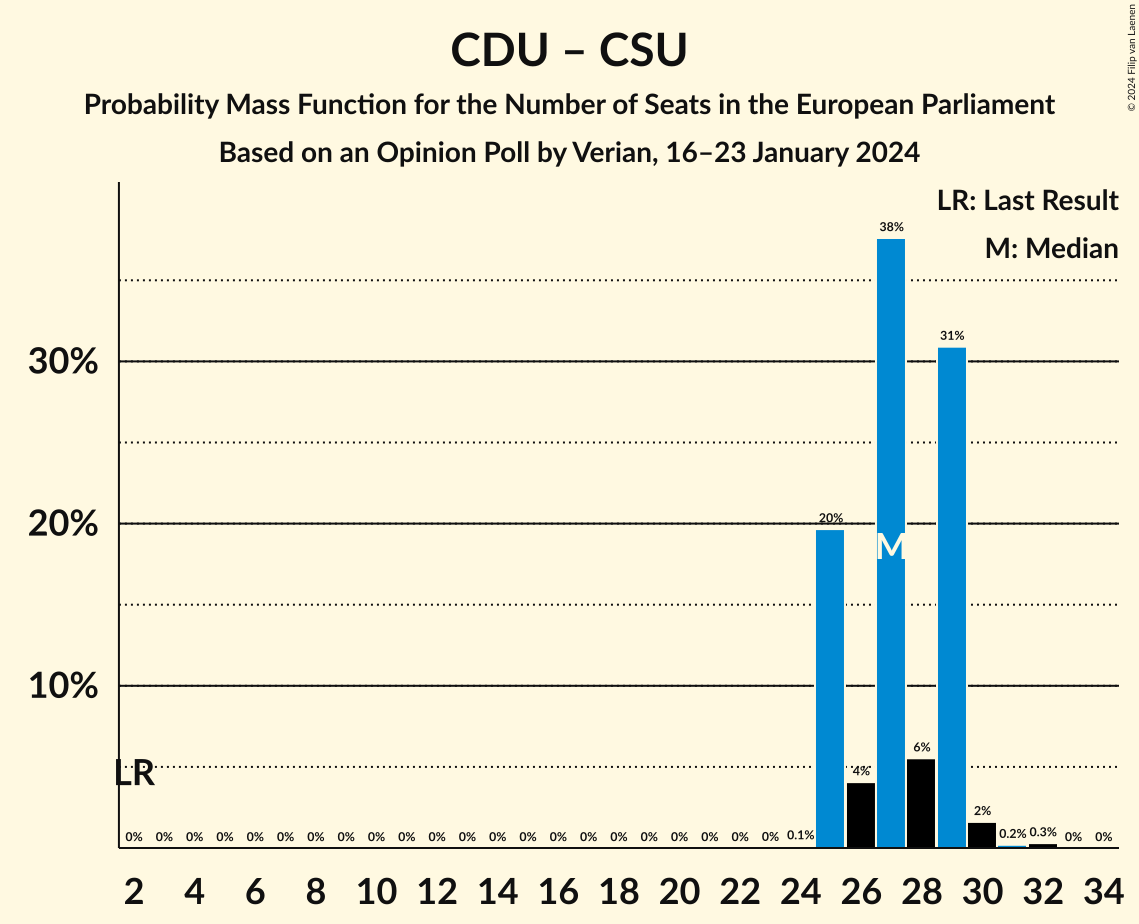 CDU – CSU
Probability Mass Function for the Number of Seats in the European Parliament
Based on an Opinion Poll by Verian, 16–23 January 2024
© 2024 Filip van Laenen
LR: Last Result
M: Median
38%
31%
30%
20%
20%
M
10%
6%
LR
4%
2%
0% 0% 0% 0% 0% 0% 0% 0% 0% 0% 0% 0% 0% 0% 0% 0% 0% 0% 0% 0% 0% 0% 0.1% 0.2% 0.3% 0% 0%
2 4 6 8 10 12 14 16 18 20 22 24 26 28 30 32 34